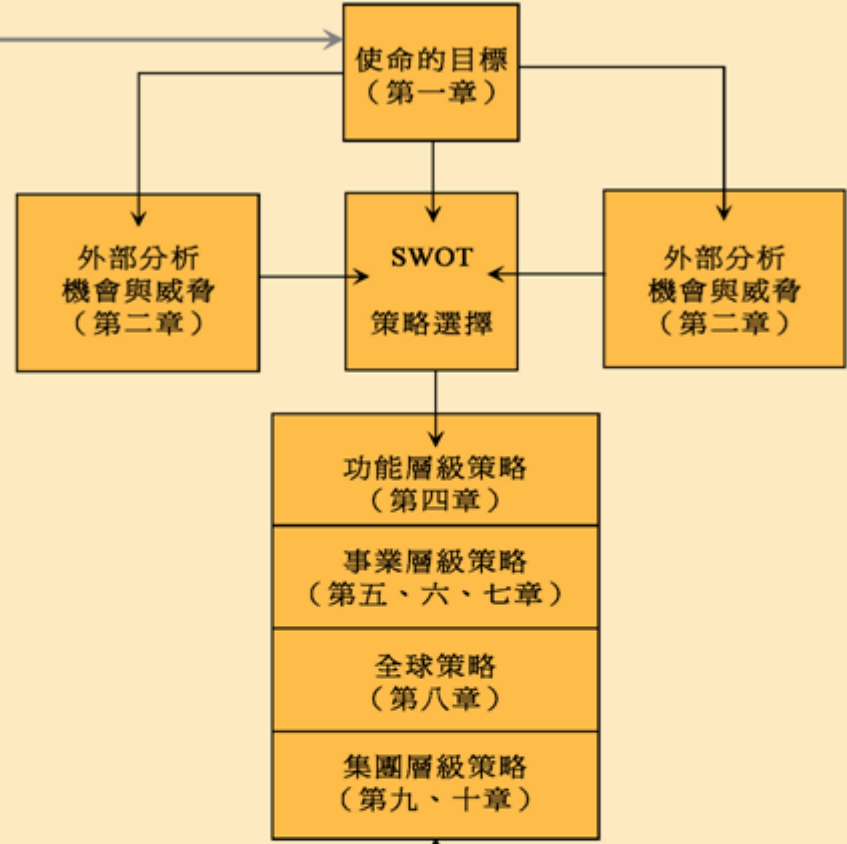 使命的目標
（第一章）
外部分析
機會與威脅
（第二章）
SWOT
策略選擇
外部分析
機會與威脅
（第二章）
功能層級策略
（第四章）
事業層級策略
（第五、六、七章）
全球策略
（第八章）
集團層級策略
（第九、十章）